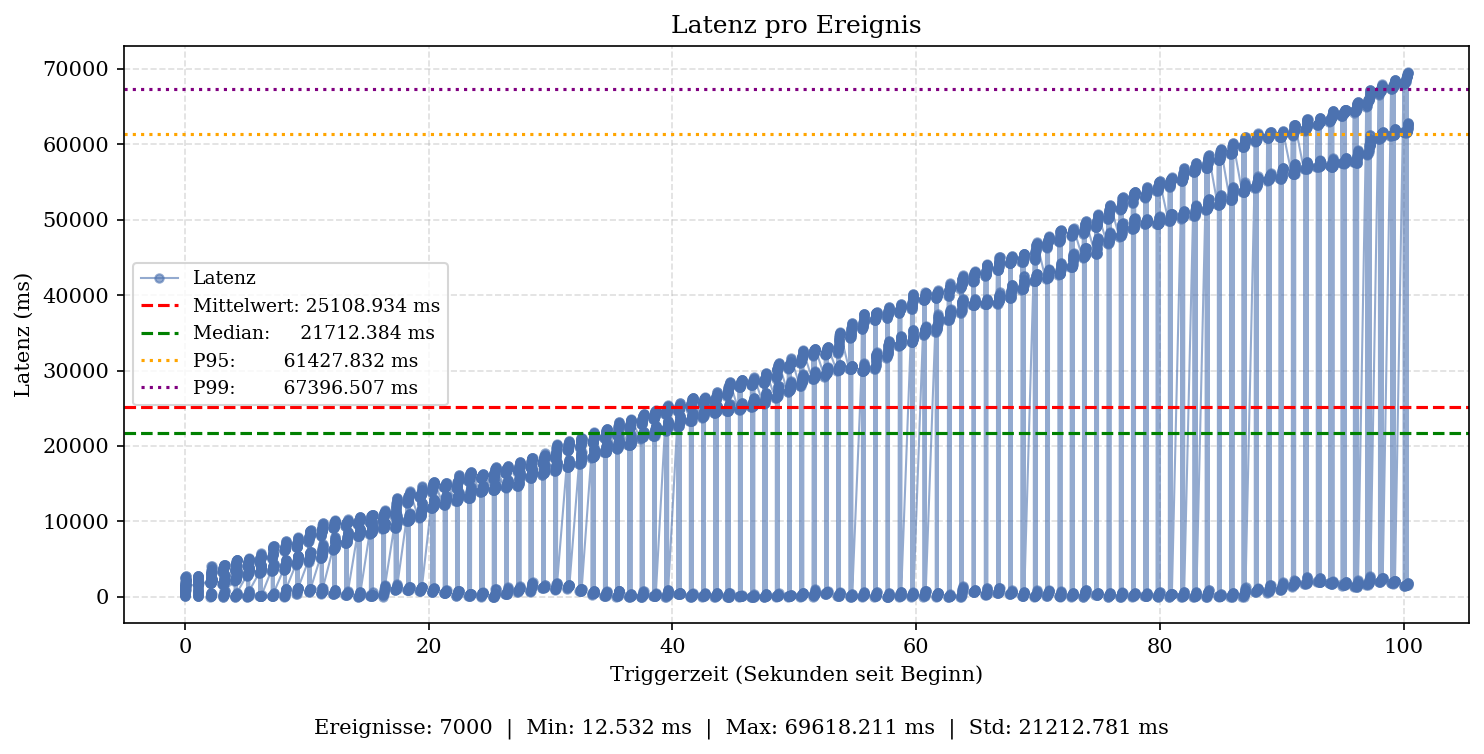 Latenz pro Ereignis
Latenz (ms)
70000
60000
50000
40000
30000
20000
10000
0
Latenz
Mittelwert: 25108.934 ms
Median: 21712.384 ms
P95: 61427.832 ms
P99: 67396.507 ms
0 20 40 60 80 100
Triggerzeit (Sekunden seit Beginn)
Ereignisse: 7000 | Min: 12.532 ms | Max: 69618.211 ms | Std: 21212.781 ms